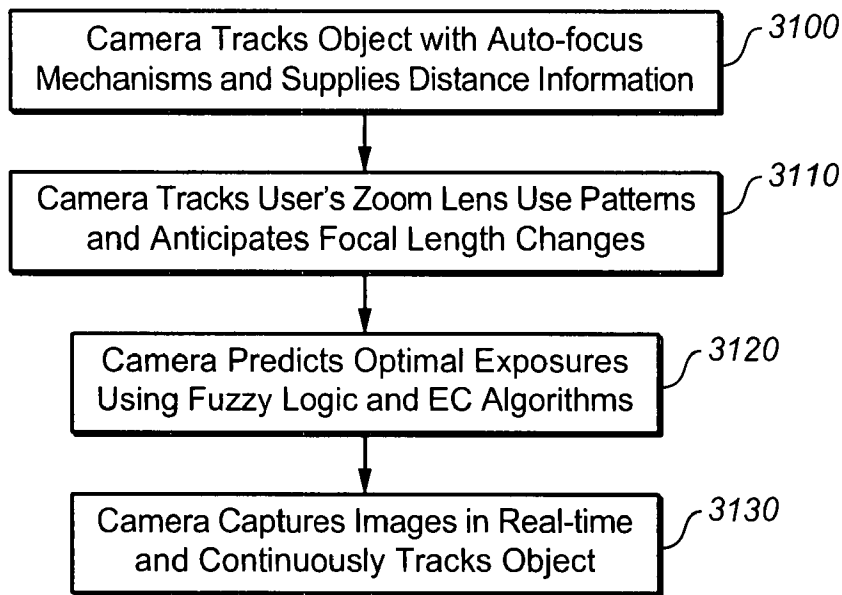 Camera Tracks Object with Auto-focus
Mechanisms and Supplies Distance Information
3100
Camera Tracks User's Zoom Lens Use Patterns
and Anticipates Focal Length Changes
3110
Camera Predicts Optimal Exposures
Using Fuzzy Logic and EC Algorithms
3120
Camera Captures Images in Real-time
and Continuously Tracks Object
3130